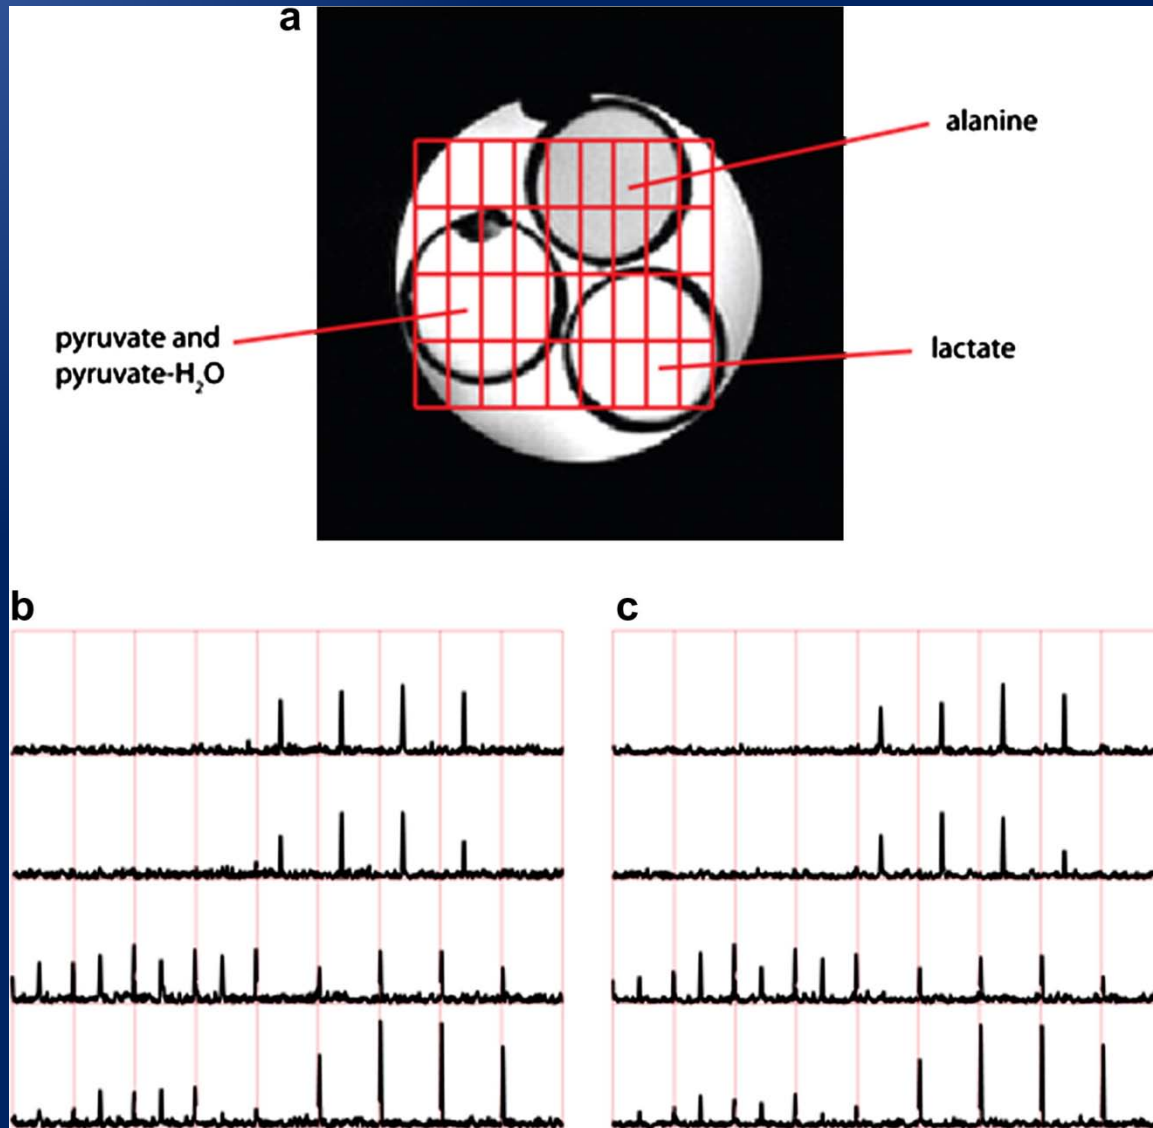 a
alanine
pyruvate and
pyruvate-H₂O
lactate
b
c